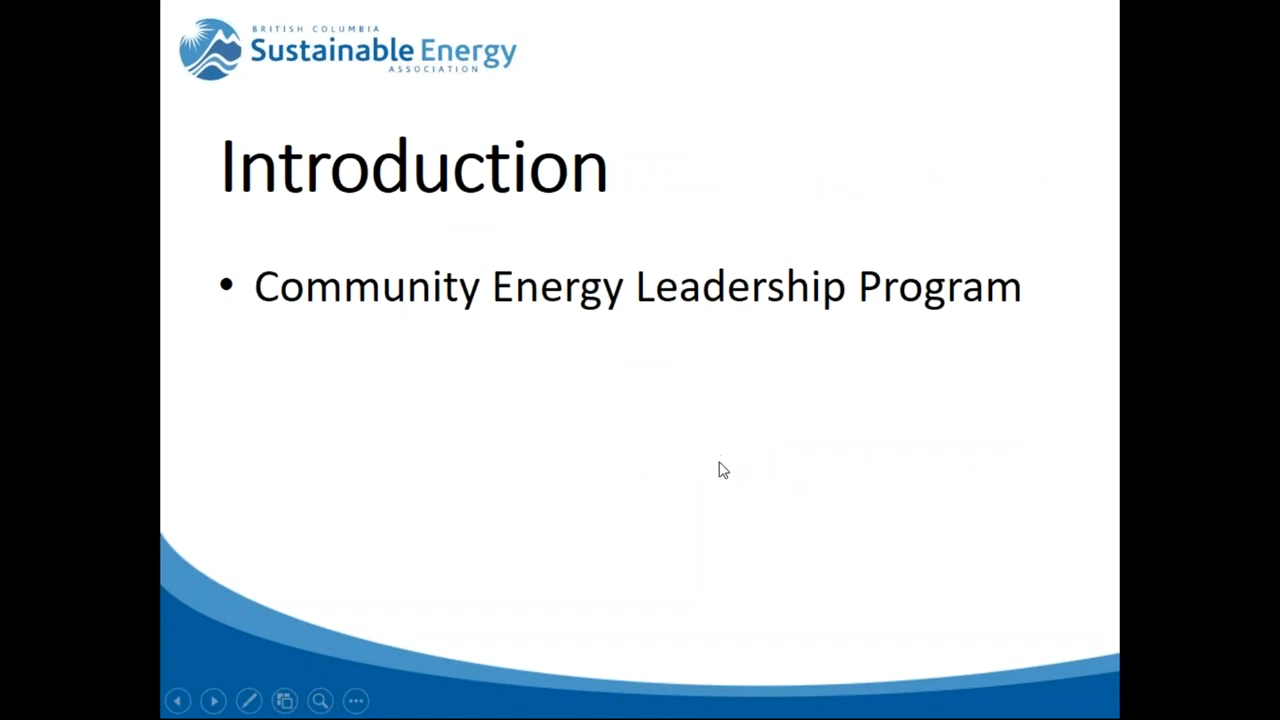 BRITISH COLUMBIA
Sustainable Energy
ASSOCIATION
Introduction
• Community Energy Leadership Program